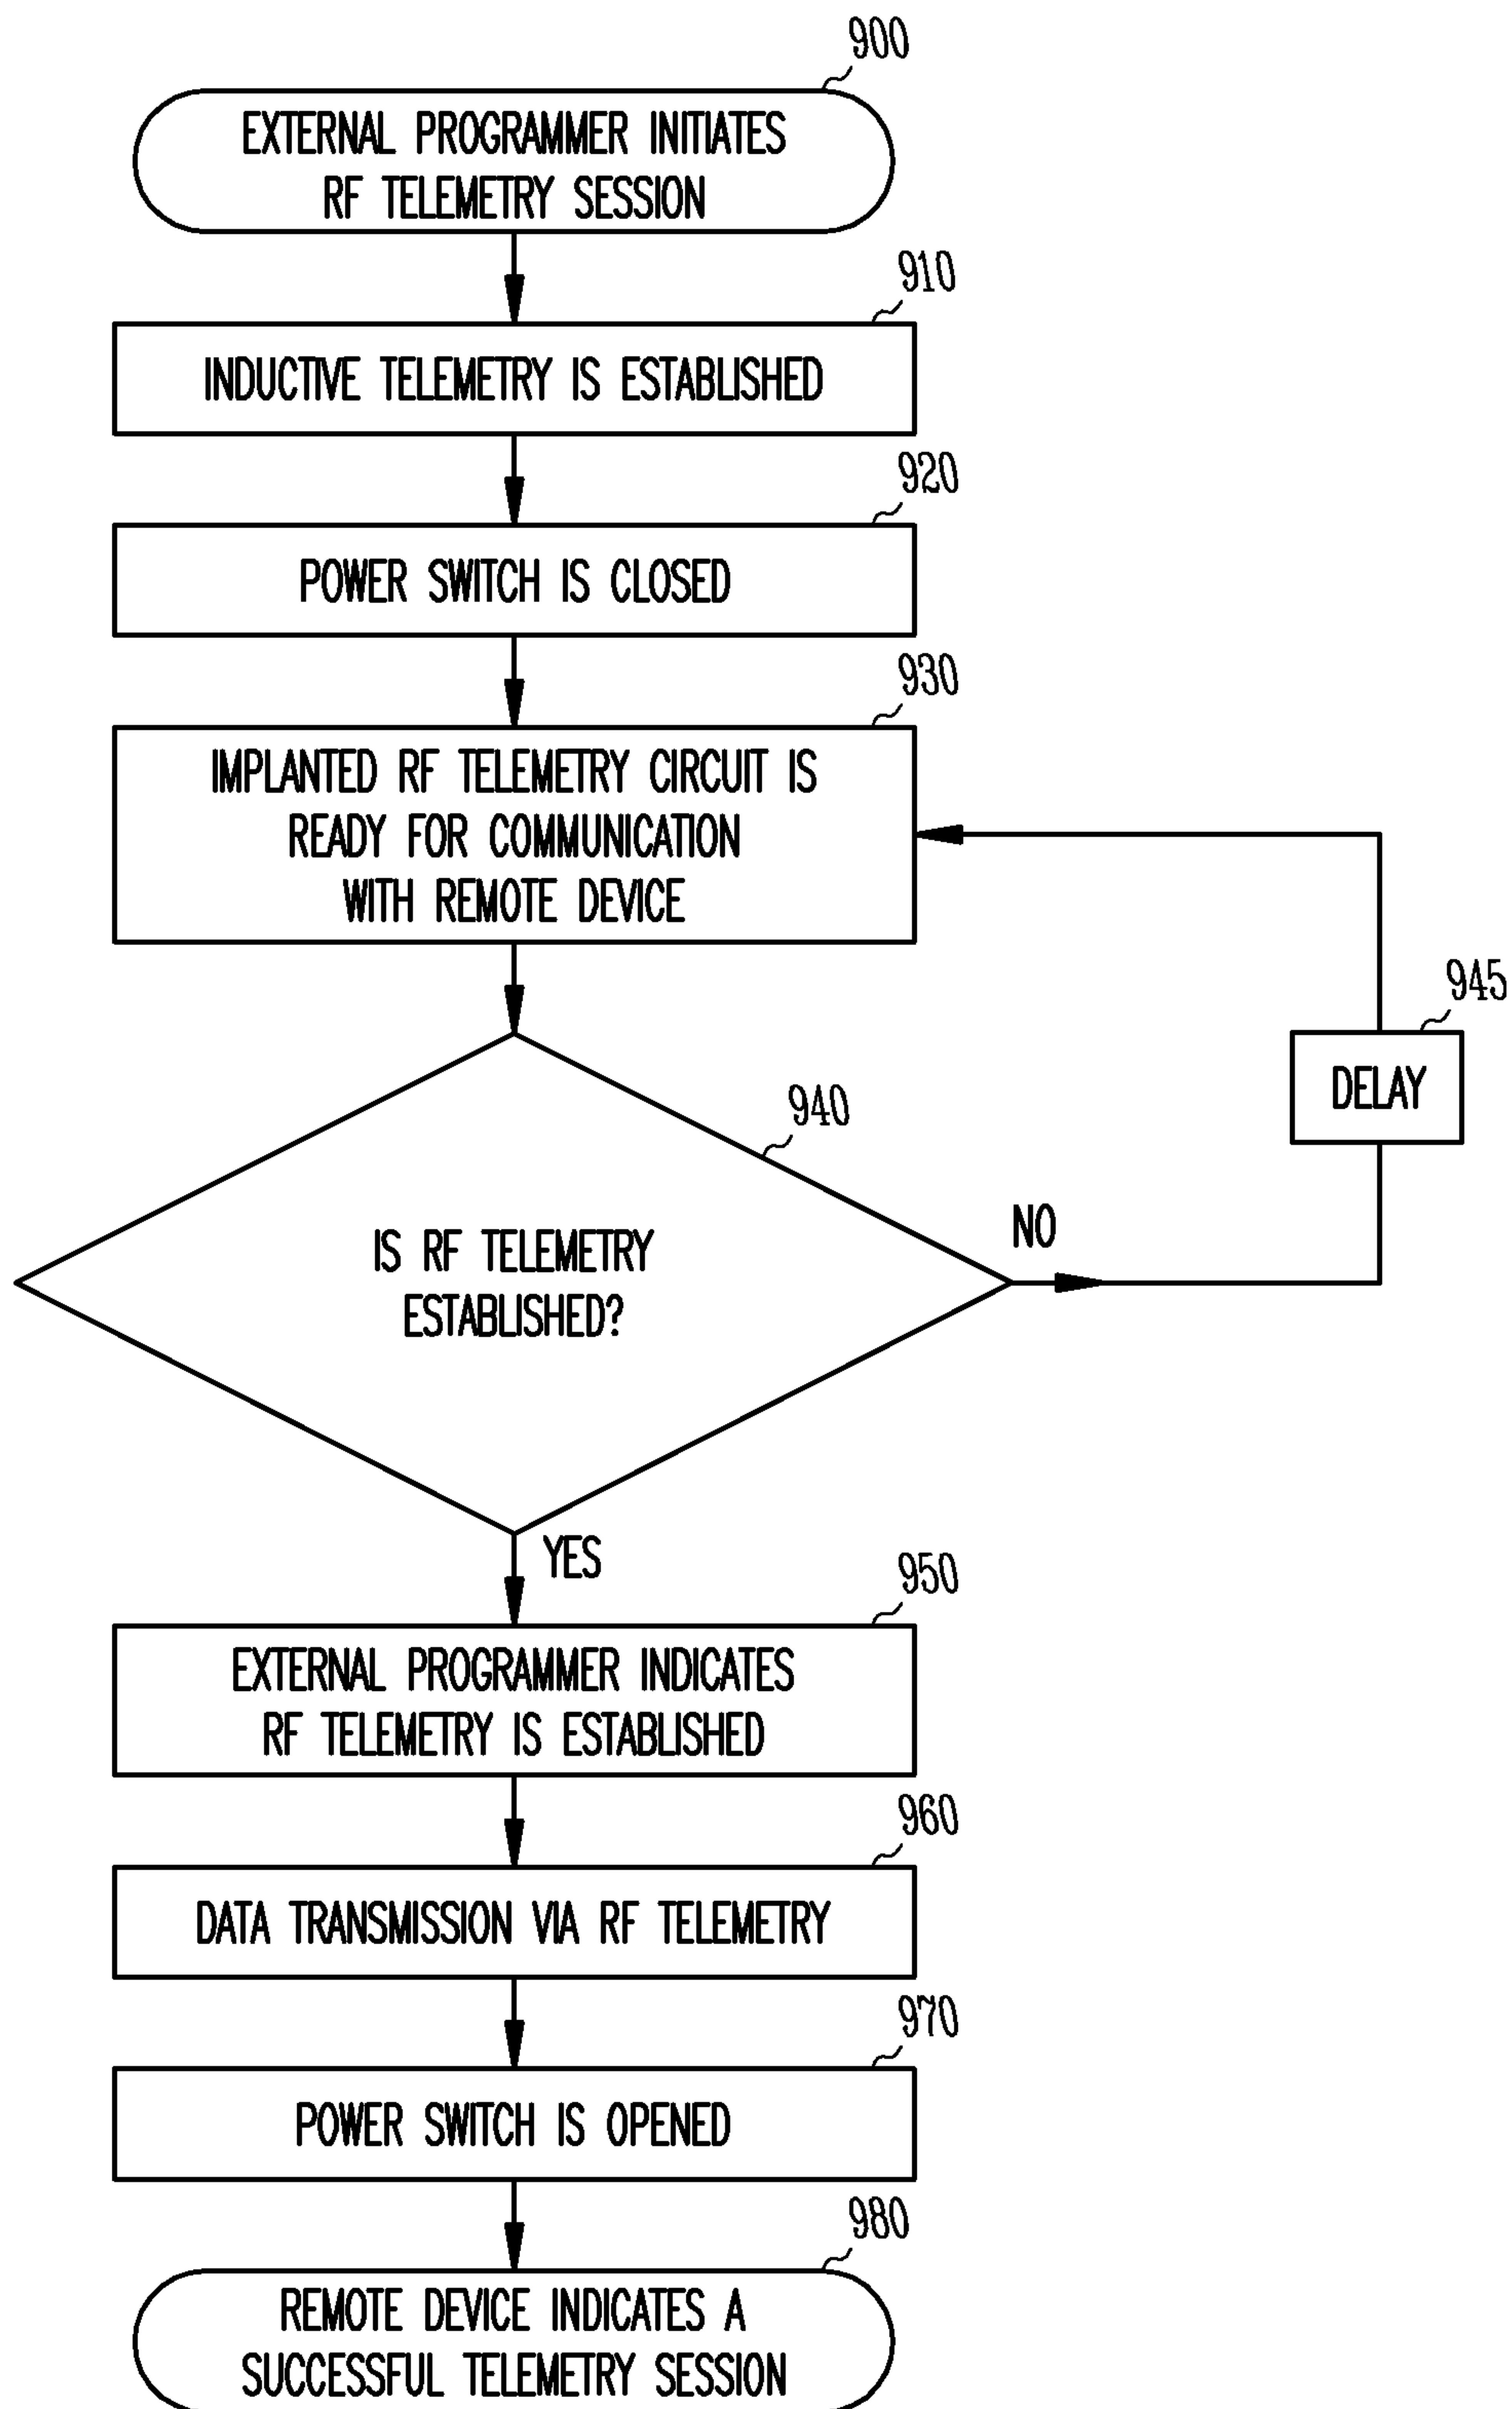 900
EXTERNAL PROGRAMMER INITIATES
RF TELEMETRY SESSION
910
INDUCTIVE TELEMETRY IS ESTABLISHED
920
POWER SWITCH IS CLOSED
930
IMPLANTED RF TELEMETRY CIRCUIT IS
READY FOR COMMUNICATION
WITH REMOTE DEVICE
945
DELAY
940
IS RF TELEMETRY
ESTABLISHED?
NO
YES
950
EXTERNAL PROGRAMMER INDICATES
RF TELEMETRY IS ESTABLISHED
960
DATA TRANSMISSION VIA RF TELEMETRY
970
POWER SWITCH IS OPENED
980
REMOTE DEVICE INDICATES A
SUCCESSFUL TELEMETRY SESSION